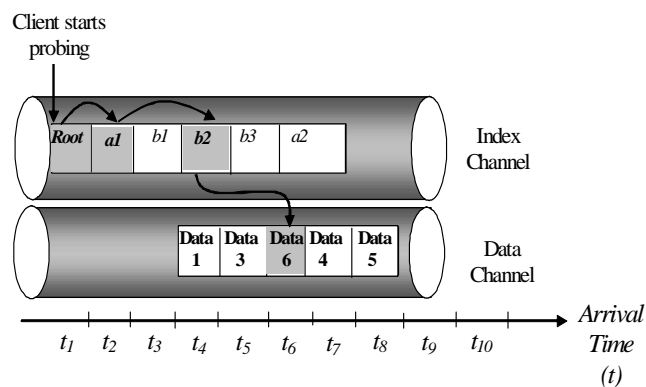 Client starts
probing
Root a1 b1 b2 b3 a2
Index
Channel
Data Data Data Data Data
1 3 6 4 5
Data
Channel
t1 t2 t3 t4 t5 t6 t7 t8 t9 t10
Arrival
Time
(t)